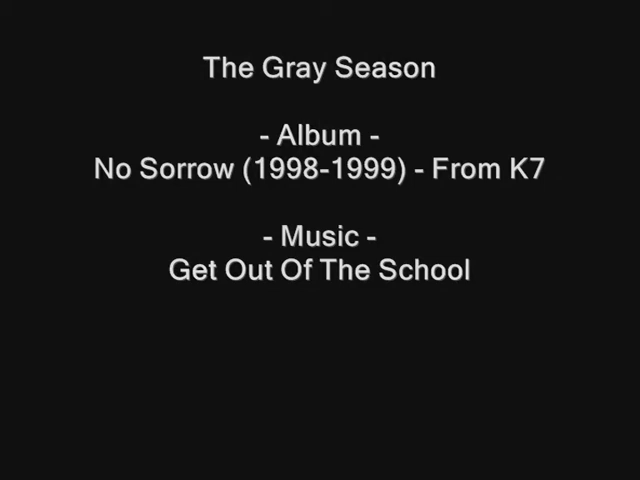 The Gray Season
- Album -
No Sorrow (1998-1999) - From K7
- Music -
Get Out Of The School